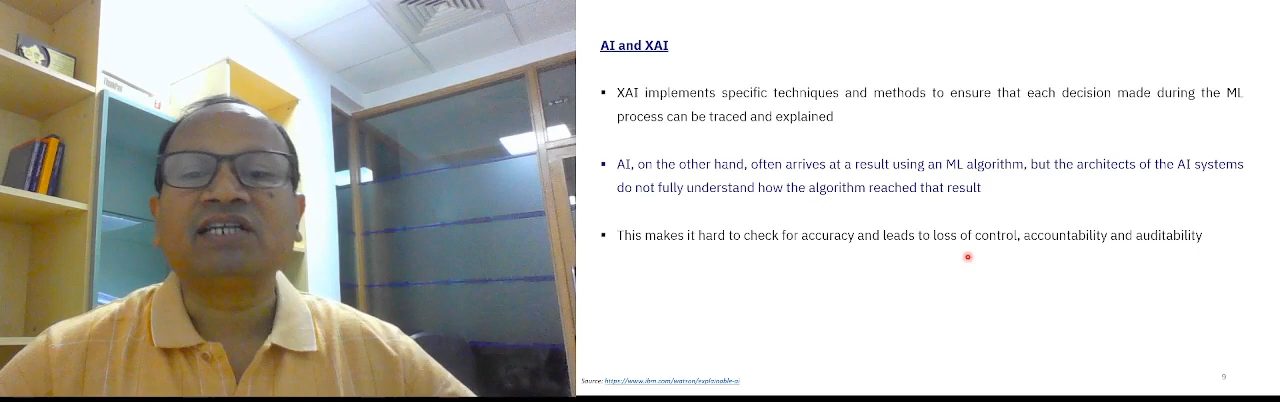 AI and XAI
▪ XAI implements specific techniques and methods to ensure that each decision made during the ML
process can be traced and explained
▪ AI, on the other hand, often arrives at a result using an ML algorithm, but the architects of the AI systems
do not fully understand how the algorithm reached that result
▪ This makes it hard to check for accuracy and leads to loss of control, accountability and auditability
Source: https://www.ibm.com/watson/explainable-ai
9